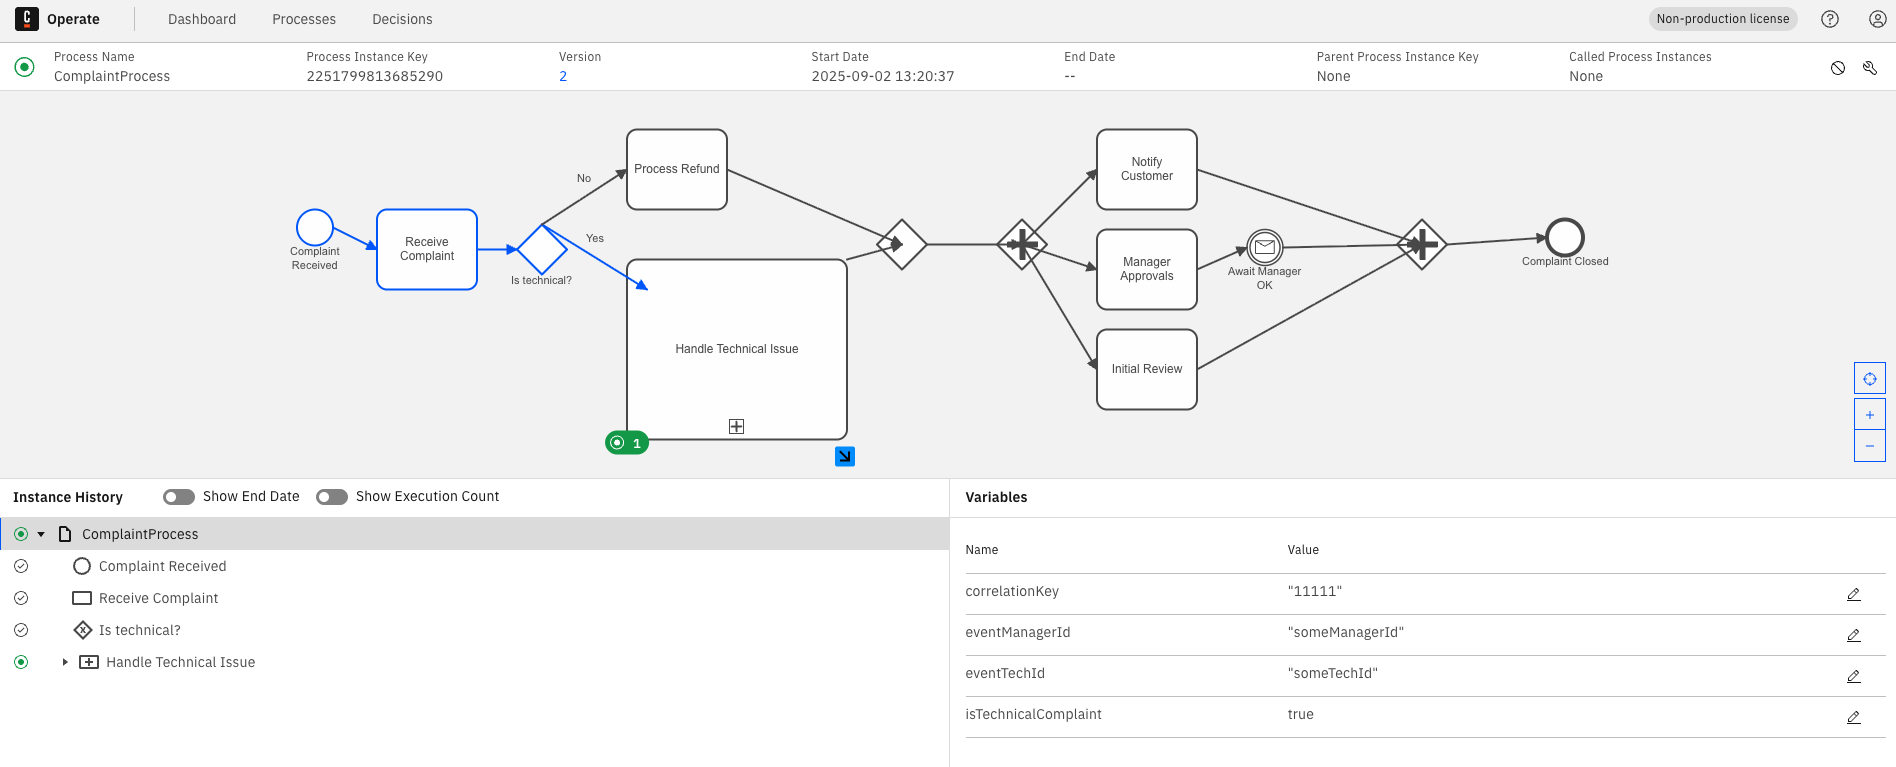 C Operate Dashboard Processes Decisions Non-production license
Process Name Process Instance Key Version Start Date End Date Parent Process Instance Key Called Process Instances
ComplaintProcess 2251799813685290 2 2025-09-02 13:20:37 -- None None
Complaint
Received
Receive
Complaint
Is technical?
No
Yes
Process Refund
Handle Technical Issue
1
Notify
Customer
Manager
Approvals
Await Manager
OK
Initial Review
Complaint Closed
Instance History Show End Date Show Execution Count
ComplaintProcess
Complaint Received
Receive Complaint
Is technical?
Handle Technical Issue
Variables
Name Value
correlationKey "11111"
eventManagerId "someManagerId"
eventTechId "someTechId"
isTechnicalComplaint true